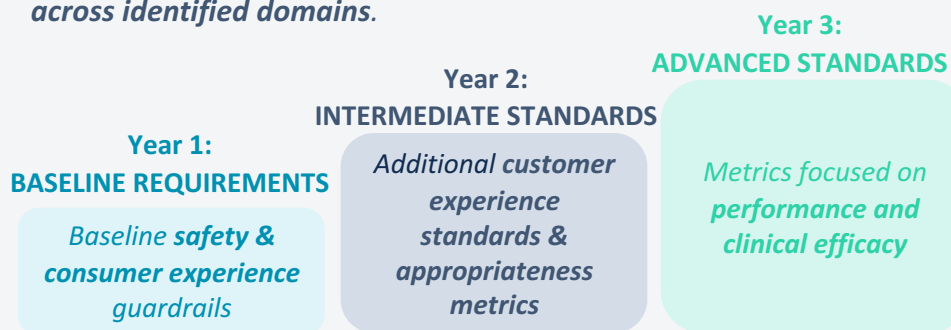 across identified domains.
Year 1:
BASELINE REQUIREMENTS
Baseline safety &
consumer experience
guardrails
Year 2:
INTERMEDIATE STANDARDS
Additional customer
experience
standards &
appropriateness
metrics
Year 3:
ADVANCED STANDARDS
Metrics focused on
performance and
clinical efficacy